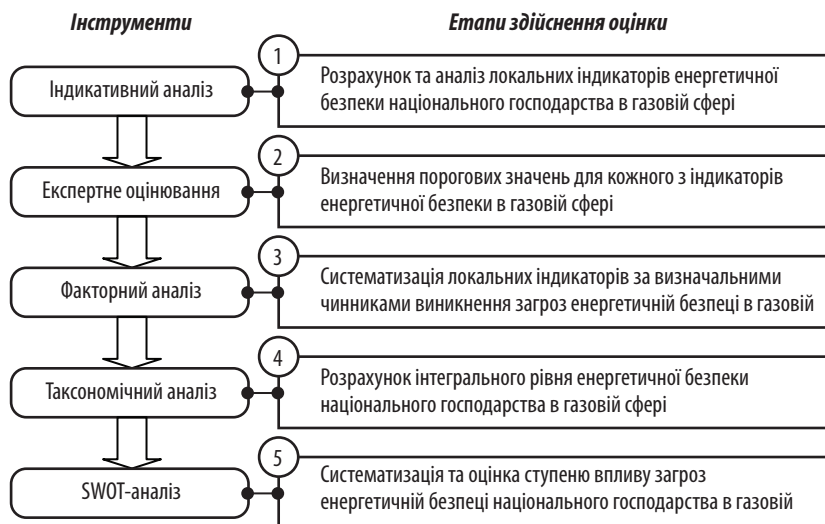 Інструменти
Етапи здійснення оцінки
1
Індикативний аналіз
Розрахунок та аналіз локальних індикаторів енергетичної
безпеки національного господарства в газовій сфері
2
Експертне оцінювання
Визначення порогових значень для кожного з індикаторів
енергетичної безпеки в газовій сфері
3
Факторний аналіз
Систематизація локальних індикаторів за визначальними
чинниками виникнення загроз енергетичній безпеці в газовій
4
Таксономічний аналіз
Розрахунок інтегрального рівня енергетичної безпеки
національного господарства в газовій сфері
5
SWOT-аналіз
Систематизація та оцінка ступеню впливу загроз
енергетичній безпеці національного господарства в газовій